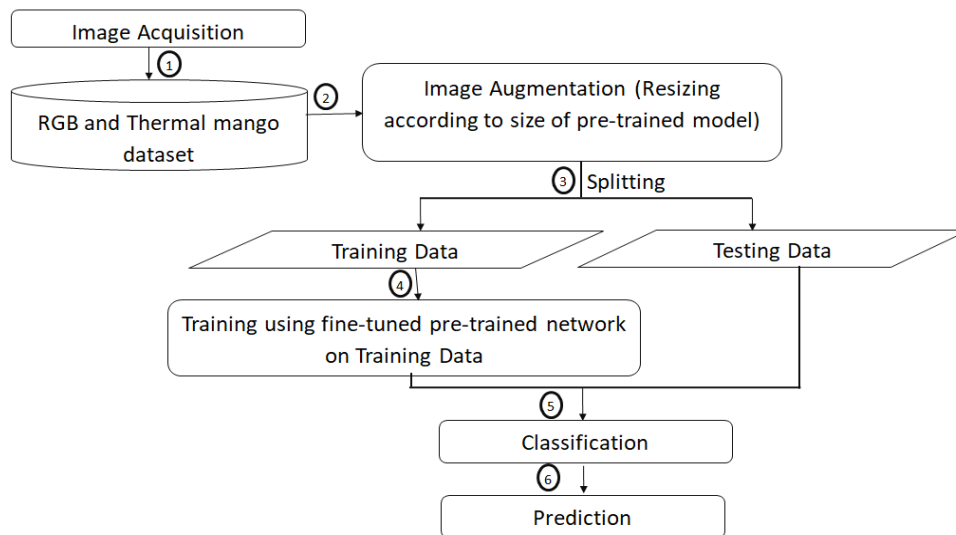 Image Acquisition
1
RGB and Thermal mango
dataset
2
Image Augmentation (Resizing
according to size of pre-trained model)
3 Splitting
Training Data
Testing Data
4
Training using fine-tuned pre-trained network
on Training Data
5
Classification
6
Prediction